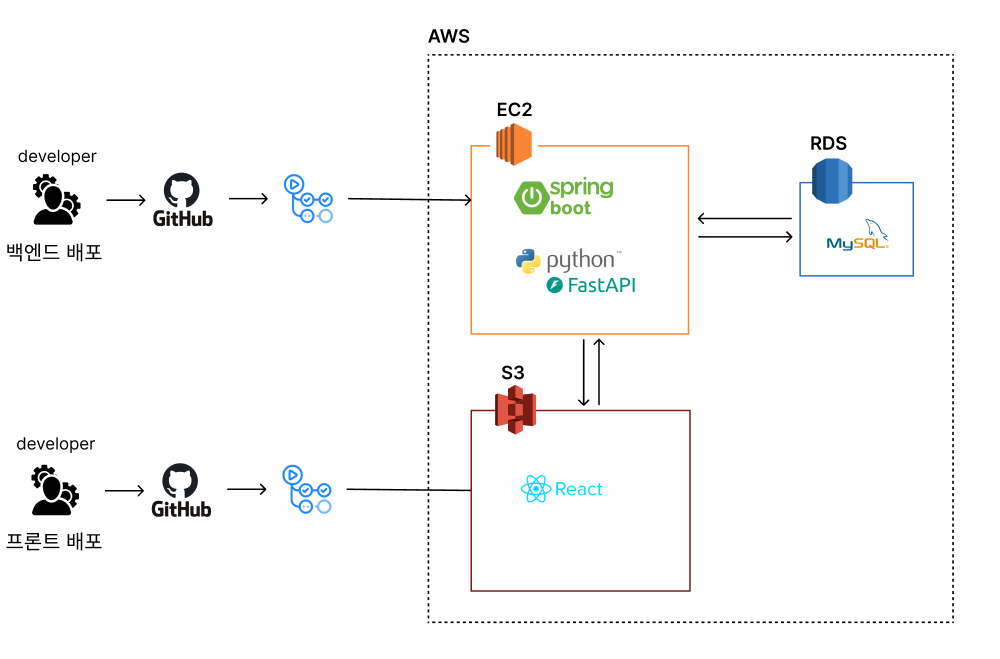 AWS
EC2
developer
spring
boot
RDS
GitHub
MySQL®
백엔드 배포
python™
FastAPI
S3
developer
React
GitHub
프론트 배포